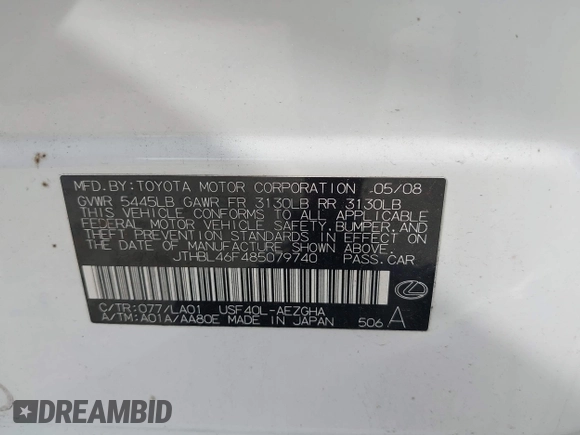 MFD.BY:TOYOTA MOTOR CORPORATION 05/08
GVWR 5445LB GAWR FR 3130LB RR 3130LB
THIS VEHICLE CONFORMS TO ALL APPLICABLE
FEDERAL MOTOR VEHICLE SAFETY,BUMPER,AND
THEFT PREVENTION STANDARDS IN EFFECT ON
THE DATE OF MANUFACTURE SHOWN ABOVE.
JTHBL46F485079740 PASS.CAR
C/TR:077/LA01 USF40L-AEZGHA
A/TM:A01A/AA80E MADE IN JAPAN 506 A
DREAMBID